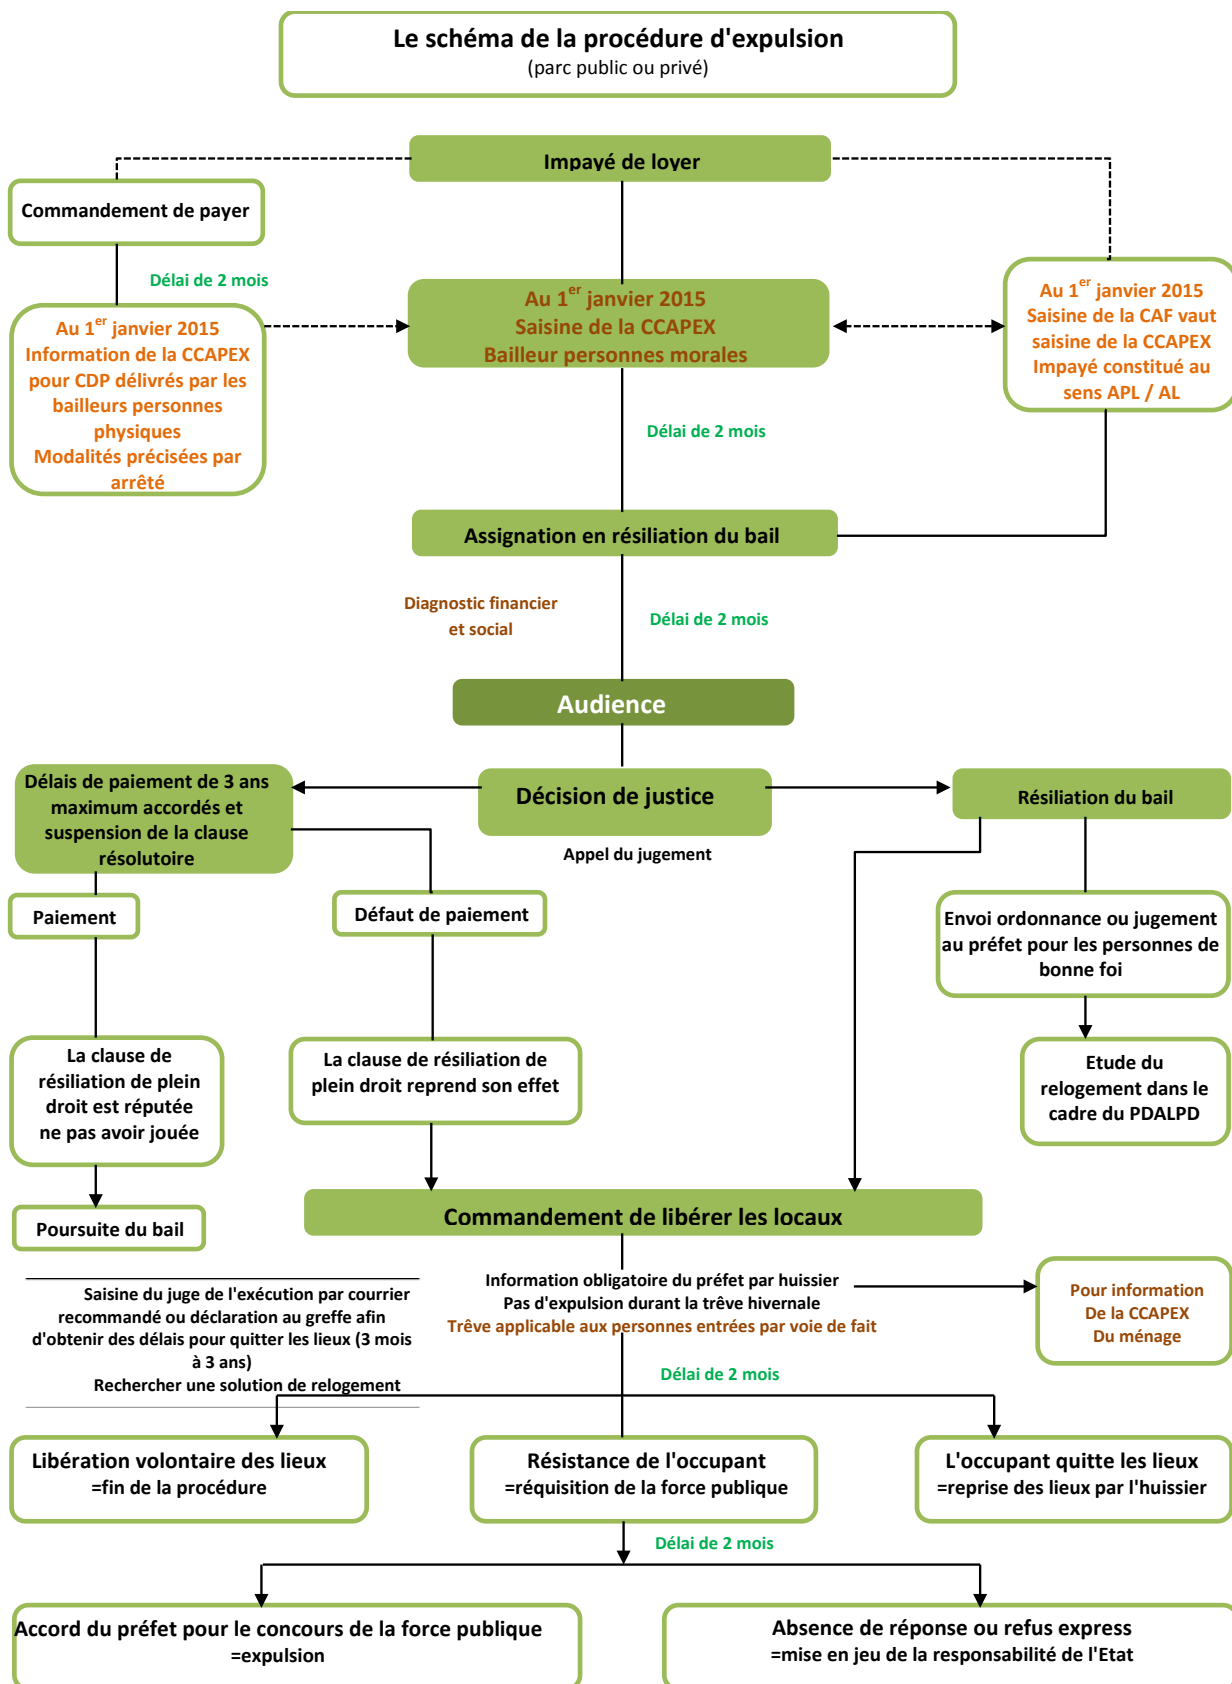 Le schéma de la procédure d'expulsion
(parc public ou privé)
Impayé de loyer
Commandement de payer
Délai de 2 mois
Au 1er janvier 2015
Information de la CCAPEX
pour CDP délivrés par les
bailleurs personnes
physiques
Modalités précisées par
arrêté
Au 1er janvier 2015
Saisine de la CCAPEX
Bailleur personnes morales
Au 1er janvier 2015
Saisine de la CAF vaut
saisine de la CCAPEX
Impayé constitué au
sens APL / AL
Délai de 2 mois
Assignation en résiliation du bail
Diagnostic financier
et social
Délai de 2 mois
Audience
Délais de paiement de 3 ans
maximum accordés et
suspension de la clause
résolutoire
Décision de justice
Résiliation du bail
Appel du jugement
Paiement
Défaut de paiement
Envoi ordonnance ou jugement
au préfet pour les personnes de
bonne foi
La clause de
résiliation de plein
droit est réputée
ne pas avoir jouée
La clause de résiliation de
plein droit reprend son effet
Etude du
relogement dans le
cadre du PDALPD
Poursuite du bail
Commandement de libérer les locaux
Saisine du juge de l'exécution par courrier
recommandé ou déclaration au greffe afin
d'obtenir des délais pour quitter les lieux (3 mois
à 3 ans)
Rechercher une solution de relogement
Information obligatoire du préfet par huissier
Pas d'expulsion durant la trêve hivernale
Trêve applicable aux personnes entrées par voie de fait
Pour information
De la CCAPEX
Du ménage
Délai de 2 mois
Libération volontaire des lieux
=fin de la procédure
Résistance de l'occupant
=réquisition de la force publique
L'occupant quitte les lieux
=reprise des lieux par l'huissier
Délai de 2 mois
Accord du préfet pour le concours de la force publique
=expulsion
Absence de réponse ou refus express
=mise en jeu de la responsabilité de l'Etat